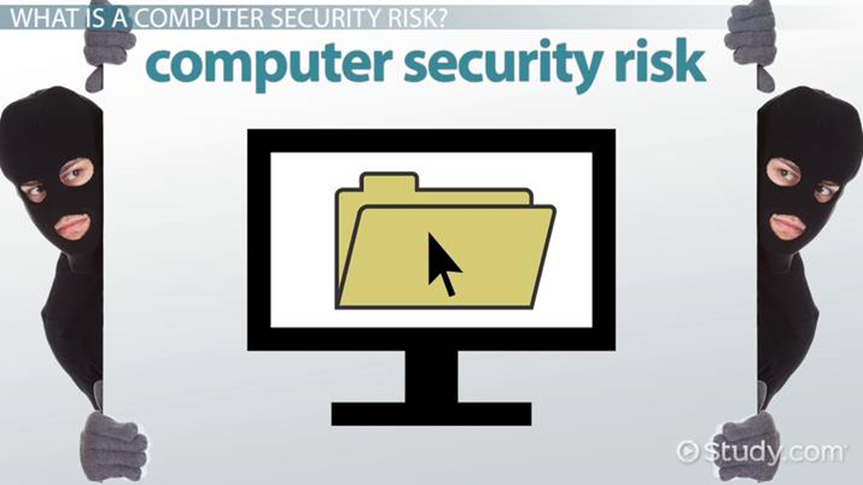 WHAT IS A COMPUTER SECURITY RISK?
computer security risk
Study.com